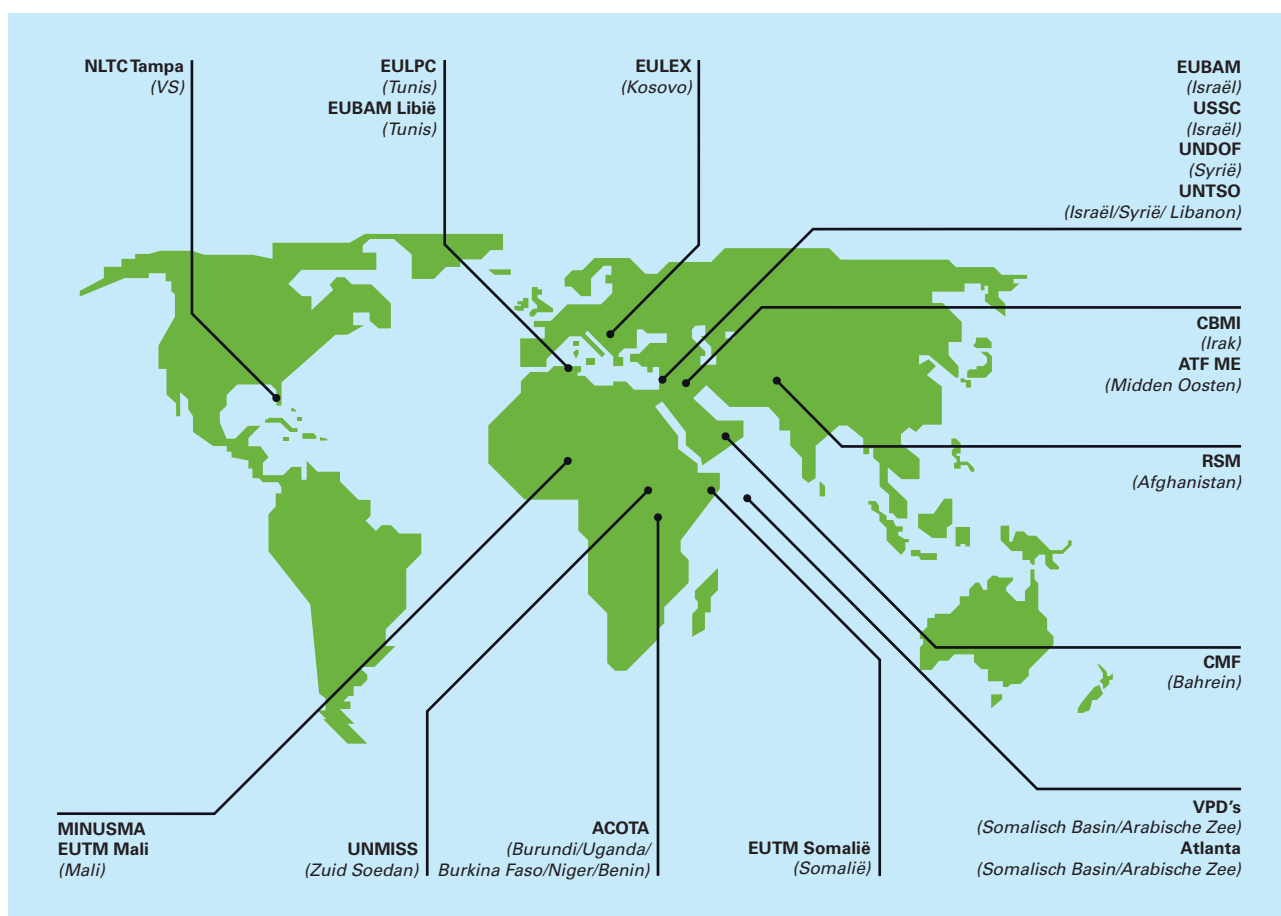 NLTC Tampa
(VS)
EULPC
(Tunis)
EUBAM Libië
(Tunis)
EULEX
(Kosovo)
EUBAM
(Israël)
USSC
(Israël)
UNDOF
(Syrië)
UNTSO
(Israël/Syrië/ Libanon)
CBMI
(Irak)
ATF ME
(Midden Oosten)
RSM
(Afghanistan)
CMF
(Bahrein)
VPD's
(Somalisch Basin/Arabische Zee)
Atlanta
(Somalisch Basin/Arabische Zee)
MINUSMA
EUTM Mali
(Mali)
UNMISS
(Zuid Soedan)
ACOTA
(Burundi/Uganda/
Burkina Faso/Niger/Benin)
EUTM Somalië
(Somalië)